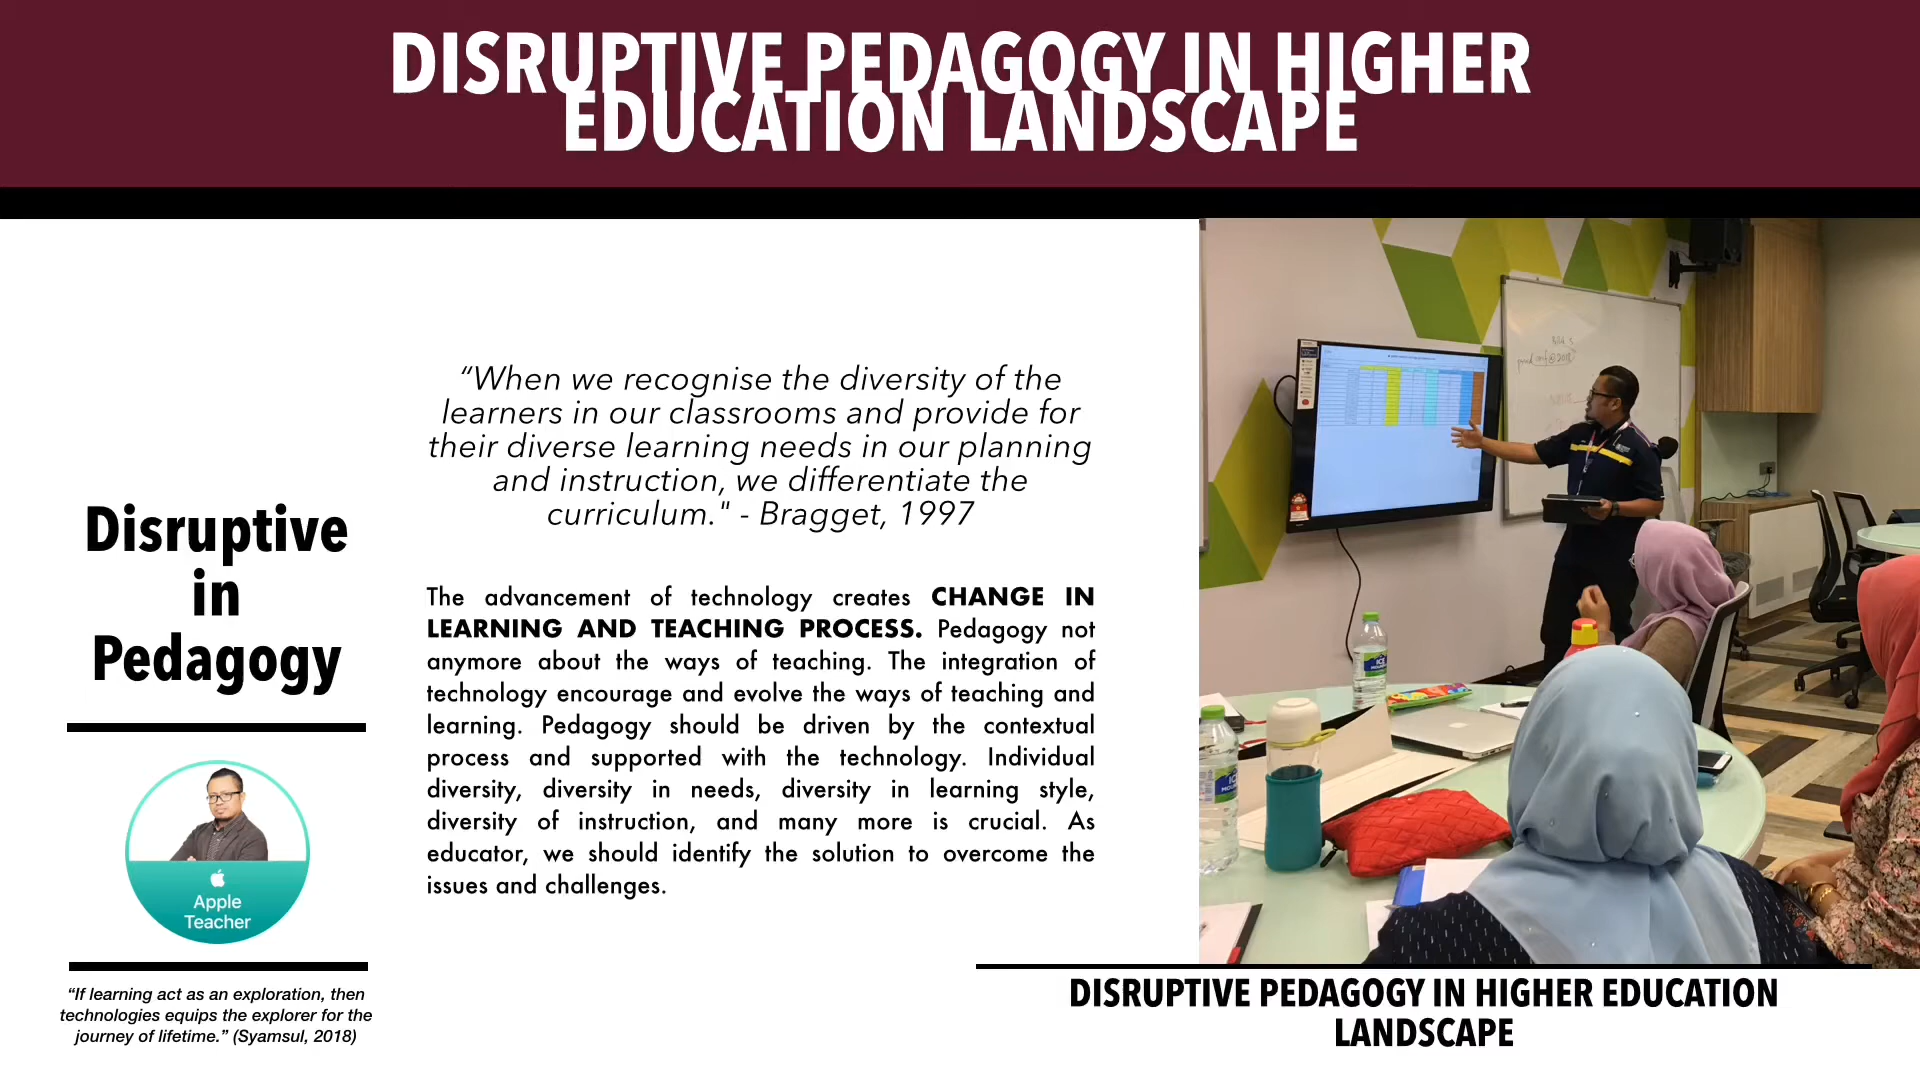 DISRUPTIVE PEDAGOGY IN HIGHER
EDUCATION LANDSCAPE
“When we recognise the diversity of the
learners in our classrooms and provide for
their diverse learning needs in our planning
and instruction, we differentiate the
curriculum." - Bragget, 1997
Disruptive
in
Pedagogy
The advancement of technology creates CHANGE IN
LEARNING AND TEACHING PROCESS. Pedagogy not
anymore about the ways of teaching. The integration of
technology encourage and evolve the ways of teaching and
learning. Pedagogy should be driven by the contextual
process and supported with the technology. Individual
diversity, diversity in needs, diversity in learning style,
diversity of instruction, and many more is crucial. As
educator, we should identify the solution to overcome the
issues and challenges.
Apple
Teacher
“If learning act as an exploration, then
technologies equips the explorer for the
journey of lifetime.” (Syamsul, 2018)
DISRUPTIVE PEDAGOGY IN HIGHER EDUCATION
LANDSCAPE